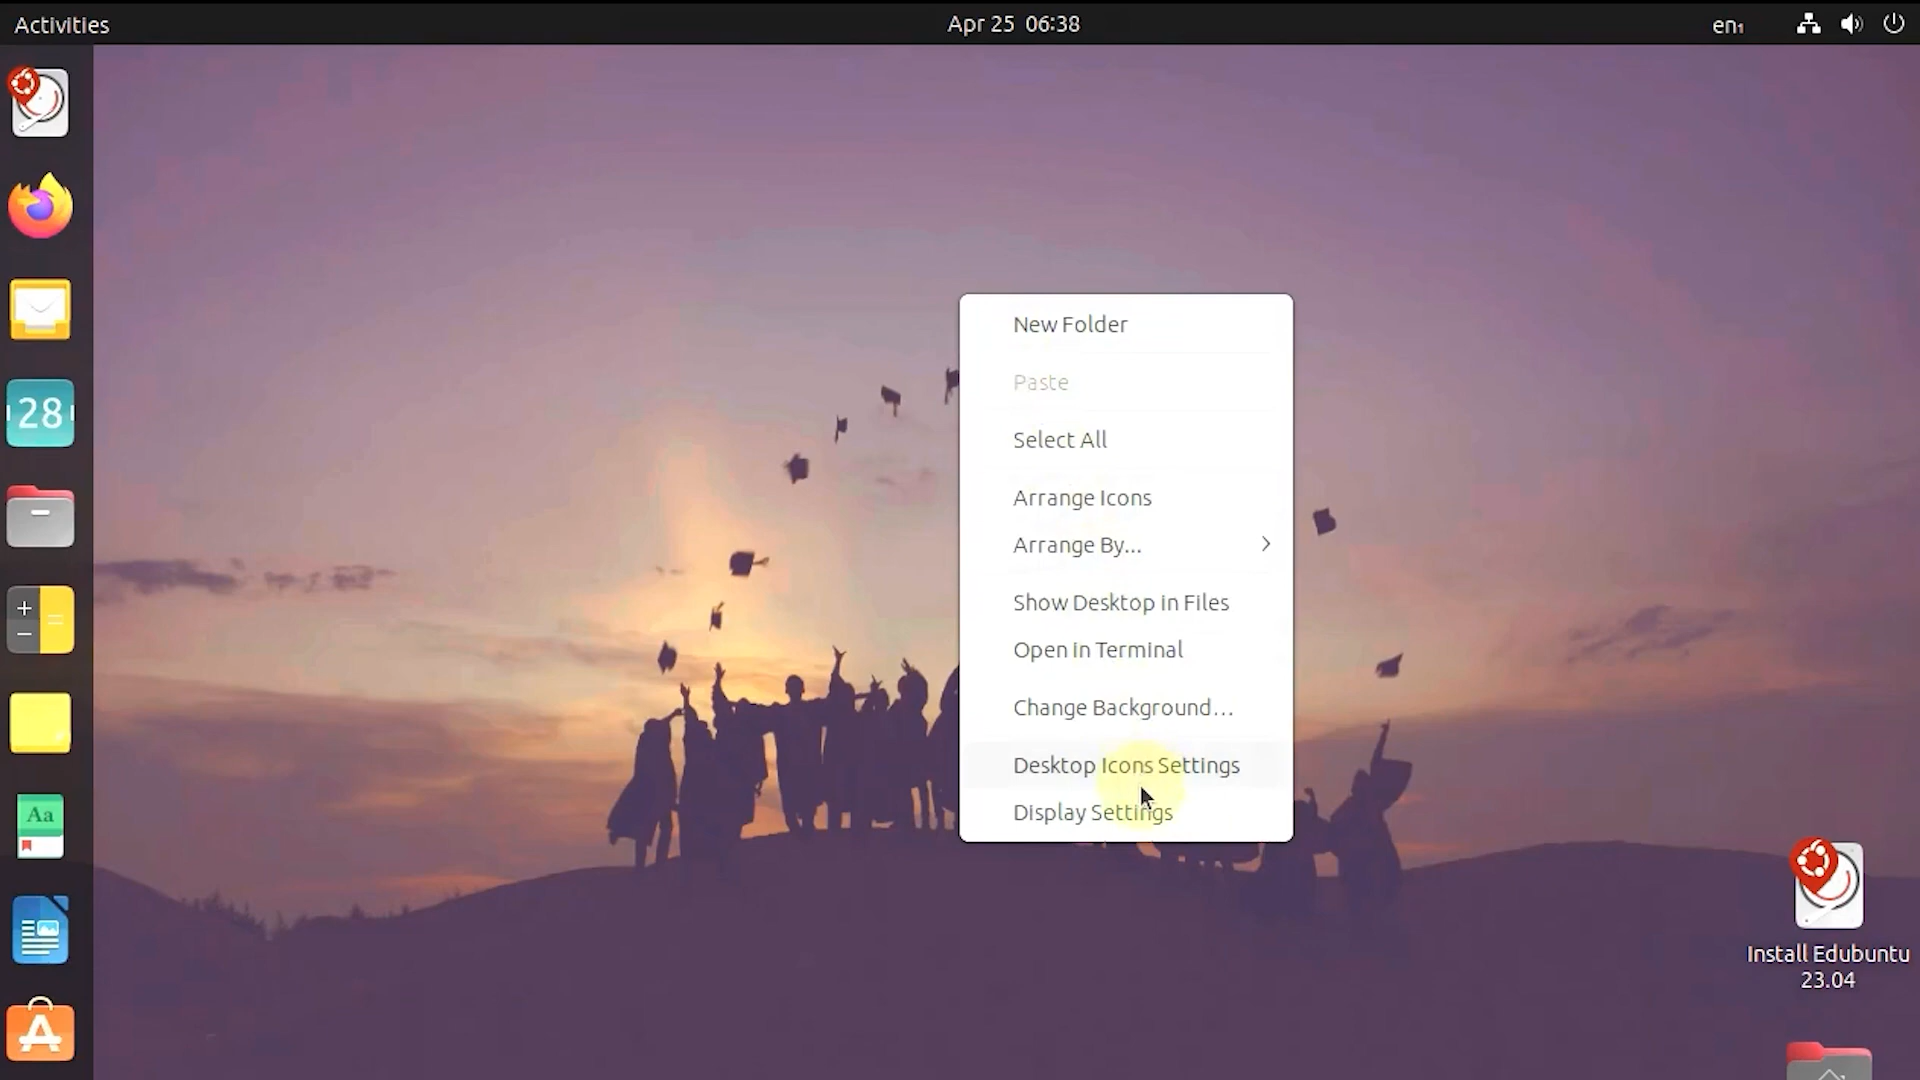 Activities
Apr 25 06:38
en₁
28
Aa
New Folder
Paste
Select All
Arrange Icons
Arrange By...
Show Desktop in Files
Open in Terminal
Change Background…
Desktop Icons Settings
Display Settings
Install Edubuntu
23.04